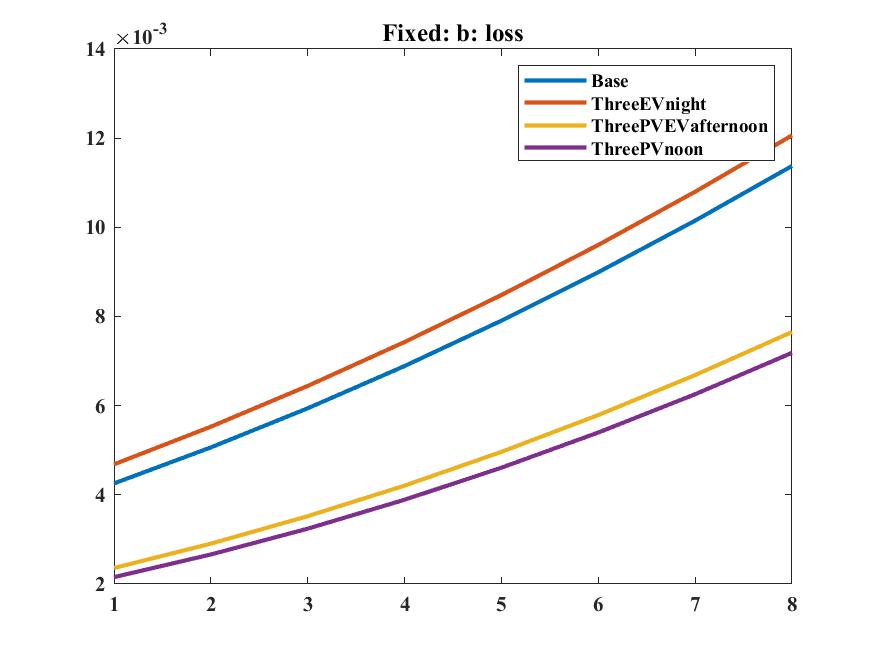 Fixed: b: loss
×10⁻³
14
12
10
8
6
4
2
1 2 3 4 5 6 7 8
Base
ThreeEVnight
ThreePVEVafternoon
ThreePVnoon